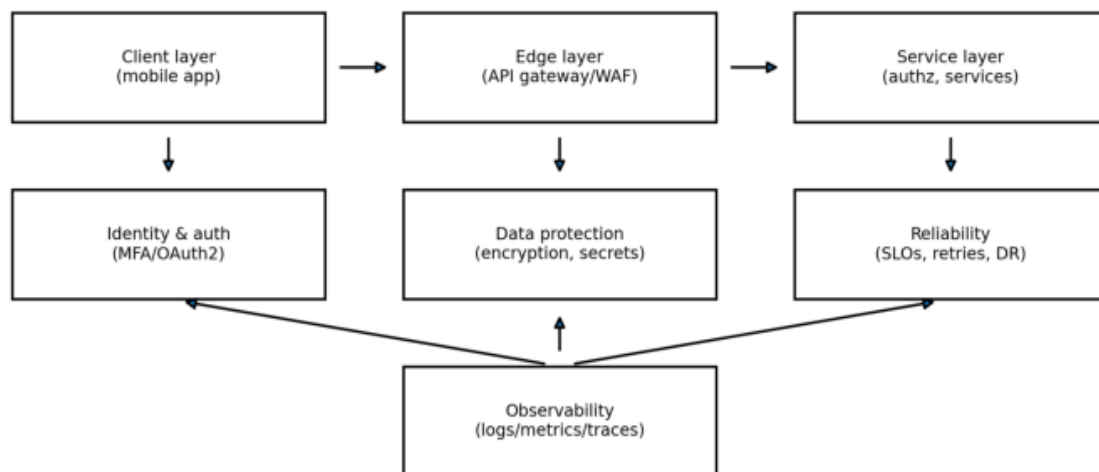 Client layer
(mobile app)
Edge layer
(API gateway/WAF)
Service layer
(authz, services)
Identity & auth
(MFA/OAuth2)
Data protection
(encryption, secrets)
Reliability
(SLOs, retries, DR)
Observability
(logs/metrics/traces)